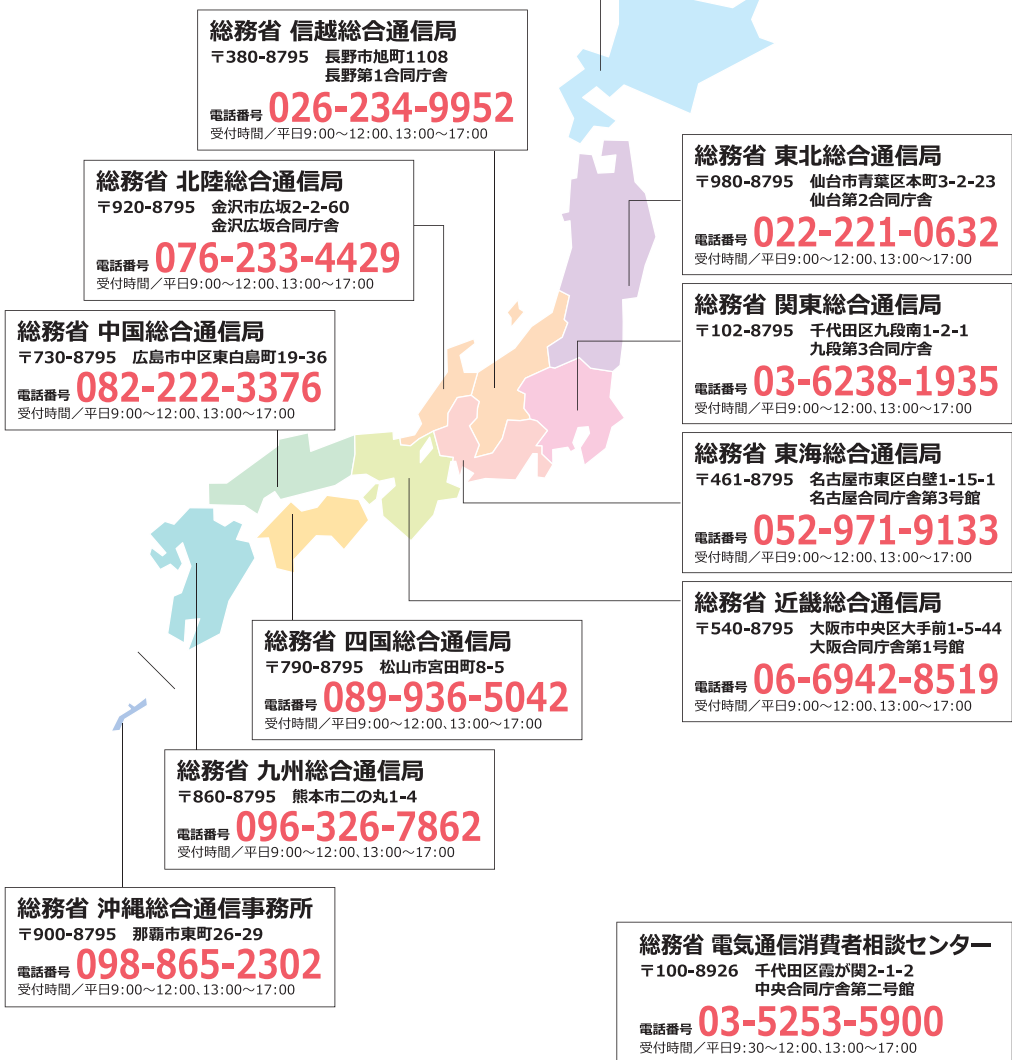 総務省 信越総合通信局
〒380-8795 長野市旭町1108
長野第1合同庁舎
電話番号 026-234-9952
受付時間／平日9:00～12:00、13:00～17:00
総務省 北陸総合通信局
〒920-8795 金沢市広坂2-2-60
金沢広坂合同庁舎
電話番号 076-233-4429
受付時間／平日9:00～12:00、13:00～17:00
総務省 中国総合通信局
〒730-8795 広島市中区東白島町19-36
電話番号 082-222-3376
受付時間／平日9:00～12:00、13:00～17:00
総務省 東北総合通信局
〒980-8795 仙台市青葉区本町3-2-23
仙台第2合同庁舎
電話番号 022-221-0632
受付時間／平日9:00～12:00、13:00～17:00
総務省 関東総合通信局
〒102-8795 千代田区九段南1-2-1
九段第3合同庁舎
電話番号 03-6238-1935
受付時間／平日9:00～12:00、13:00～17:00
総務省 東海総合通信局
〒461-8795 名古屋市東区白壁1-15-1
名古屋合同庁舎第3号館
電話番号 052-971-9133
受付時間／平日9:00～12:00、13:00～17:00
総務省 近畿総合通信局
〒540-8795 大阪市中央区大手前1-5-44
大阪合同庁舎第1号館
電話番号 06-6942-8519
受付時間／平日9:00～12:00、13:00～17:00
総務省 四国総合通信局
〒790-8795 松山市宮田町8-5
電話番号 089-936-5042
受付時間／平日9:00～12:00、13:00～17:00
総務省 九州総合通信局
〒860-8795 熊本市二の丸1-4
電話番号 096-326-7862
受付時間／平日9:00～12:00、13:00～17:00
総務省 沖縄総合通信事務所
〒900-8795 那覇市東町26-29
電話番号 098-865-2302
受付時間／平日9:00～12:00、13:00～17:00
総務省 電気通信消費者相談センター
〒100-8926 千代田区霞が関2-1-2
中央合同庁舎第二号館
電話番号 03-5253-5900
受付時間／平日9:30～12:00、13:00～17:00